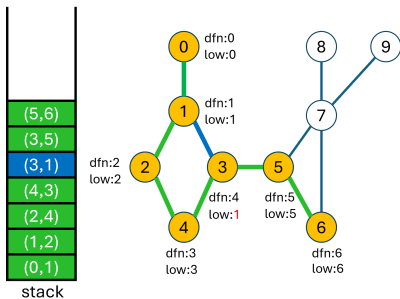 (5,6)
(3,5)
(3,1)
(4,3)
(2,4)
(1,2)
(0,1)
stack
0
dfn:0
low:0
8
9
1
dfn:1
low:1
7
dfn:2
low:2
2
3
5
dfn:4
low:1
dfn:5
low:5
4
6
dfn:3
low:3
dfn:6
low:6